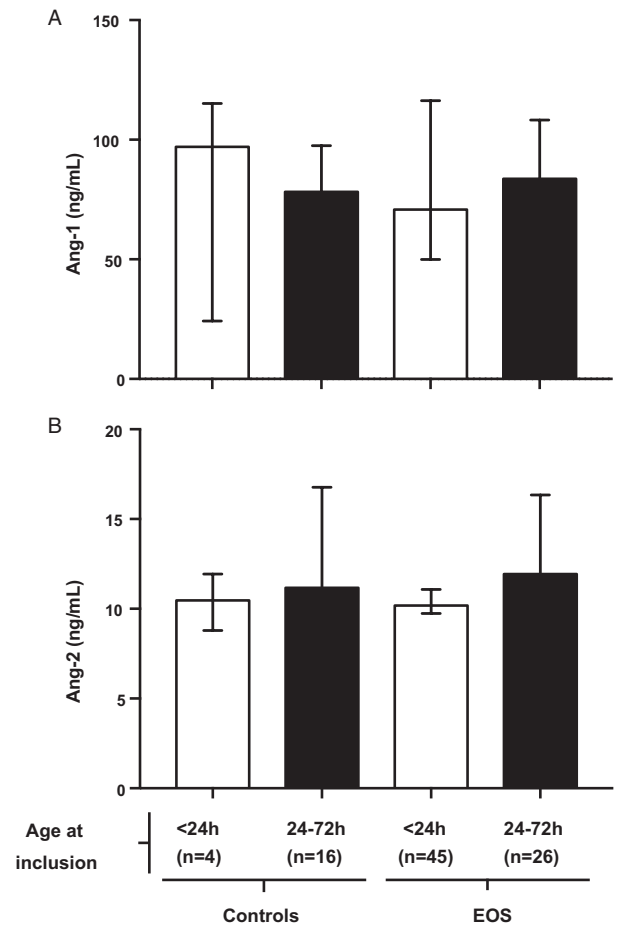 A
150
100
50
0
Ang-1 (ng/mL)
B
20
15
10
5
0
Ang-2 (ng/mL)
Age at
inclusion
<24h 24-72h <24h 24-72h
(n=4) (n=16) (n=45) (n=26)
Controls EOS